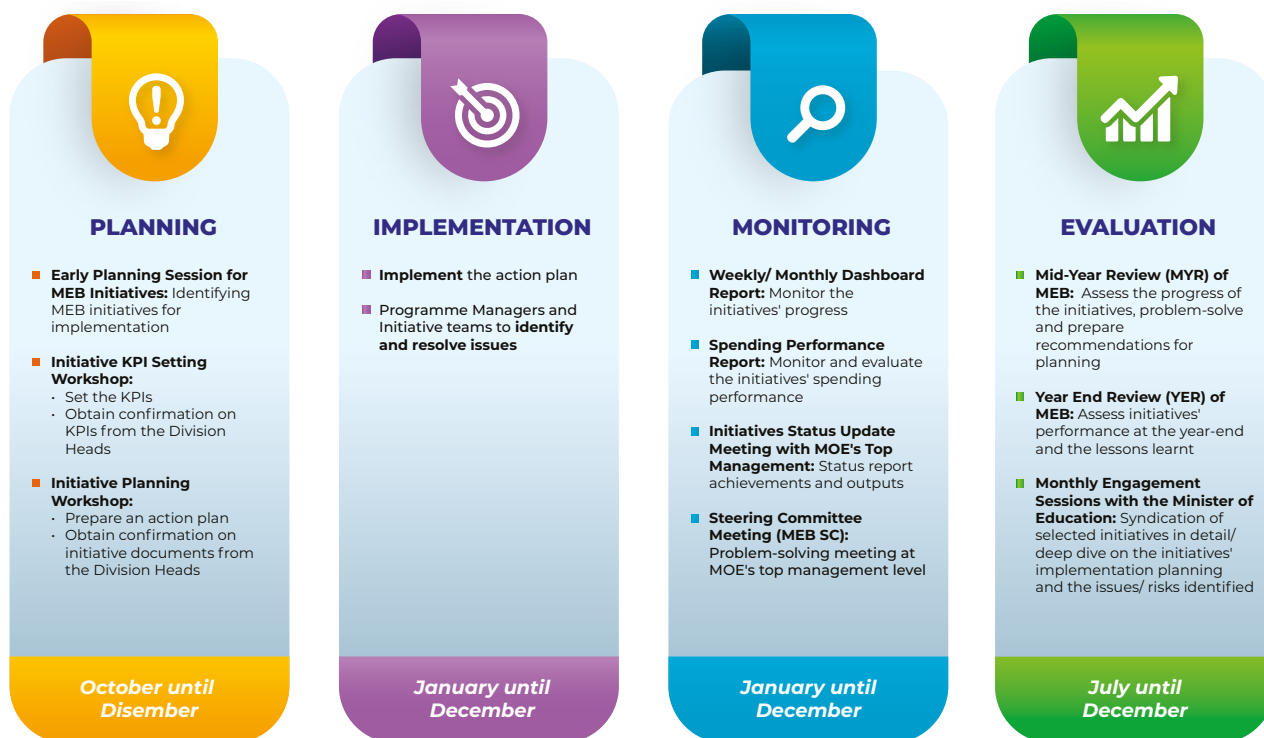 PLANNING
Early Planning Session for
MEB Initiatives: Identifying
MEB initiatives for
implementation
Initiative KPI Setting
Workshop:
• Set the KPIs
• Obtain confirmation on
KPIs from the Division
Heads
Initiative Planning
Workshop:
• Prepare an action plan
• Obtain confirmation on
initiative documents from
the Division Heads
October until
Disember
IMPLEMENTATION
Implement the action plan
Programme Managers and
Initiative teams to identify
and resolve issues
January until
December
MONITORING
Weekly/ Monthly Dashboard
Report: Monitor the
initiatives' progress
Spending Performance
Report: Monitor and evaluate
the initiatives' spending
performance
Initiatives Status Update
Meeting with MOE's Top
Management: Status report
achievements and outputs
Steering Committee
Meeting (MEB SC):
Problem-solving meeting at
MOE's top management level
January until
December
EVALUATION
Mid-Year Review (MYR) of
MEB: Assess the progress of
the initiatives, problem-solve
and prepare
recommendations for
planning
Year End Review (YER) of
MEB: Assess initiatives'
performance at the year-end
and the lessons learnt
Monthly Engagement
Sessions with the Minister of
Education: Syndication of
selected initiatives in detail/
deep dive on the initiatives'
implementation planning
and the issues/ risks identified
July until
December